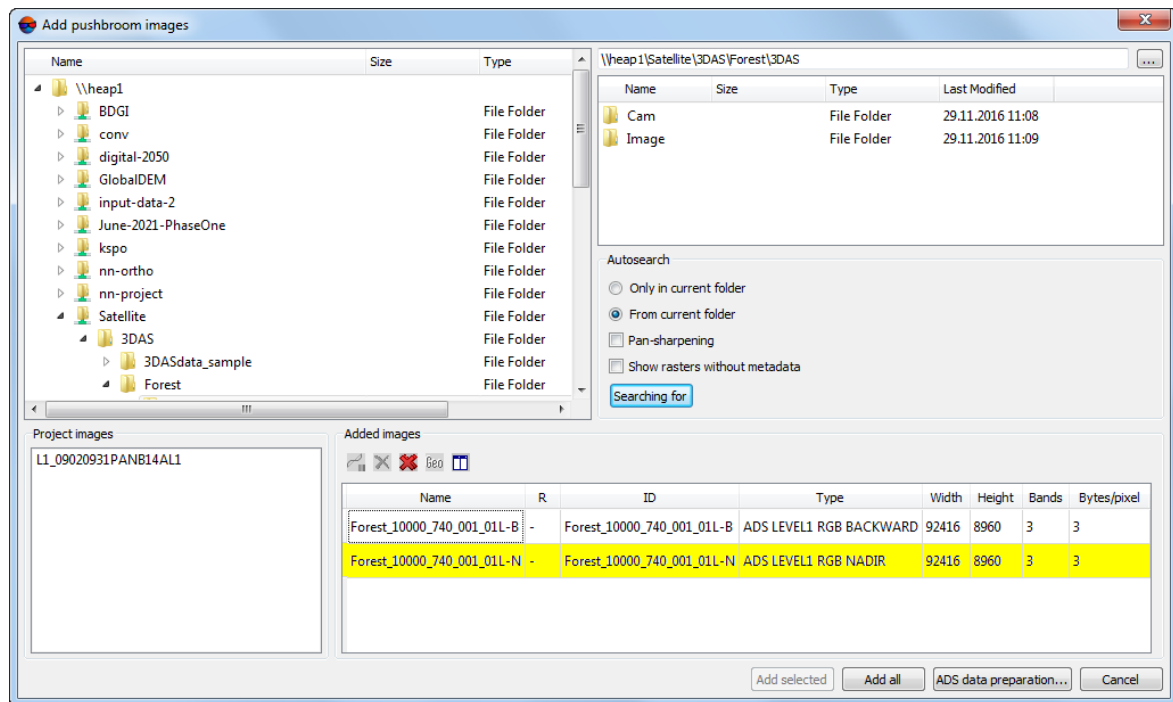 Add pushbroom images
Name Size Type
\\heap1
BDGI File Folder
conv File Folder
digital-2050 File Folder
GlobalDEM File Folder
input-data-2 File Folder
June-2021-PhaseOne File Folder
kspo File Folder
nn-ortho File Folder
nn-project File Folder
Satellite File Folder
3DAS File Folder
3DASdata_sample File Folder
Forest File Folder
\\heap1\Satellite\3DAS\Forest\3DAS ...
Name Size Type Last Modified
Cam File Folder 29.11.2016 11:08
Image File Folder 29.11.2016 11:09
Autosearch
Only in current folder
From current folder
Pan-sharpening
Show rasters without metadata
Searching for
Project images
L1_09020931PANB14AL1
Added images
Geo
Name R ID Type Width Height Bands Bytes/pixel
Forest_10000_740_001_01L-B - Forest_10000_740_001_01L-B ADS LEVEL1 RGB BACKWARD 92416 8960 3 3
Forest_10000_740_001_01L-N - Forest_10000_740_001_01L-N ADS LEVEL1 RGB NADIR 92416 8960 3 3
Add selected Add all ADS data preparation... Cancel